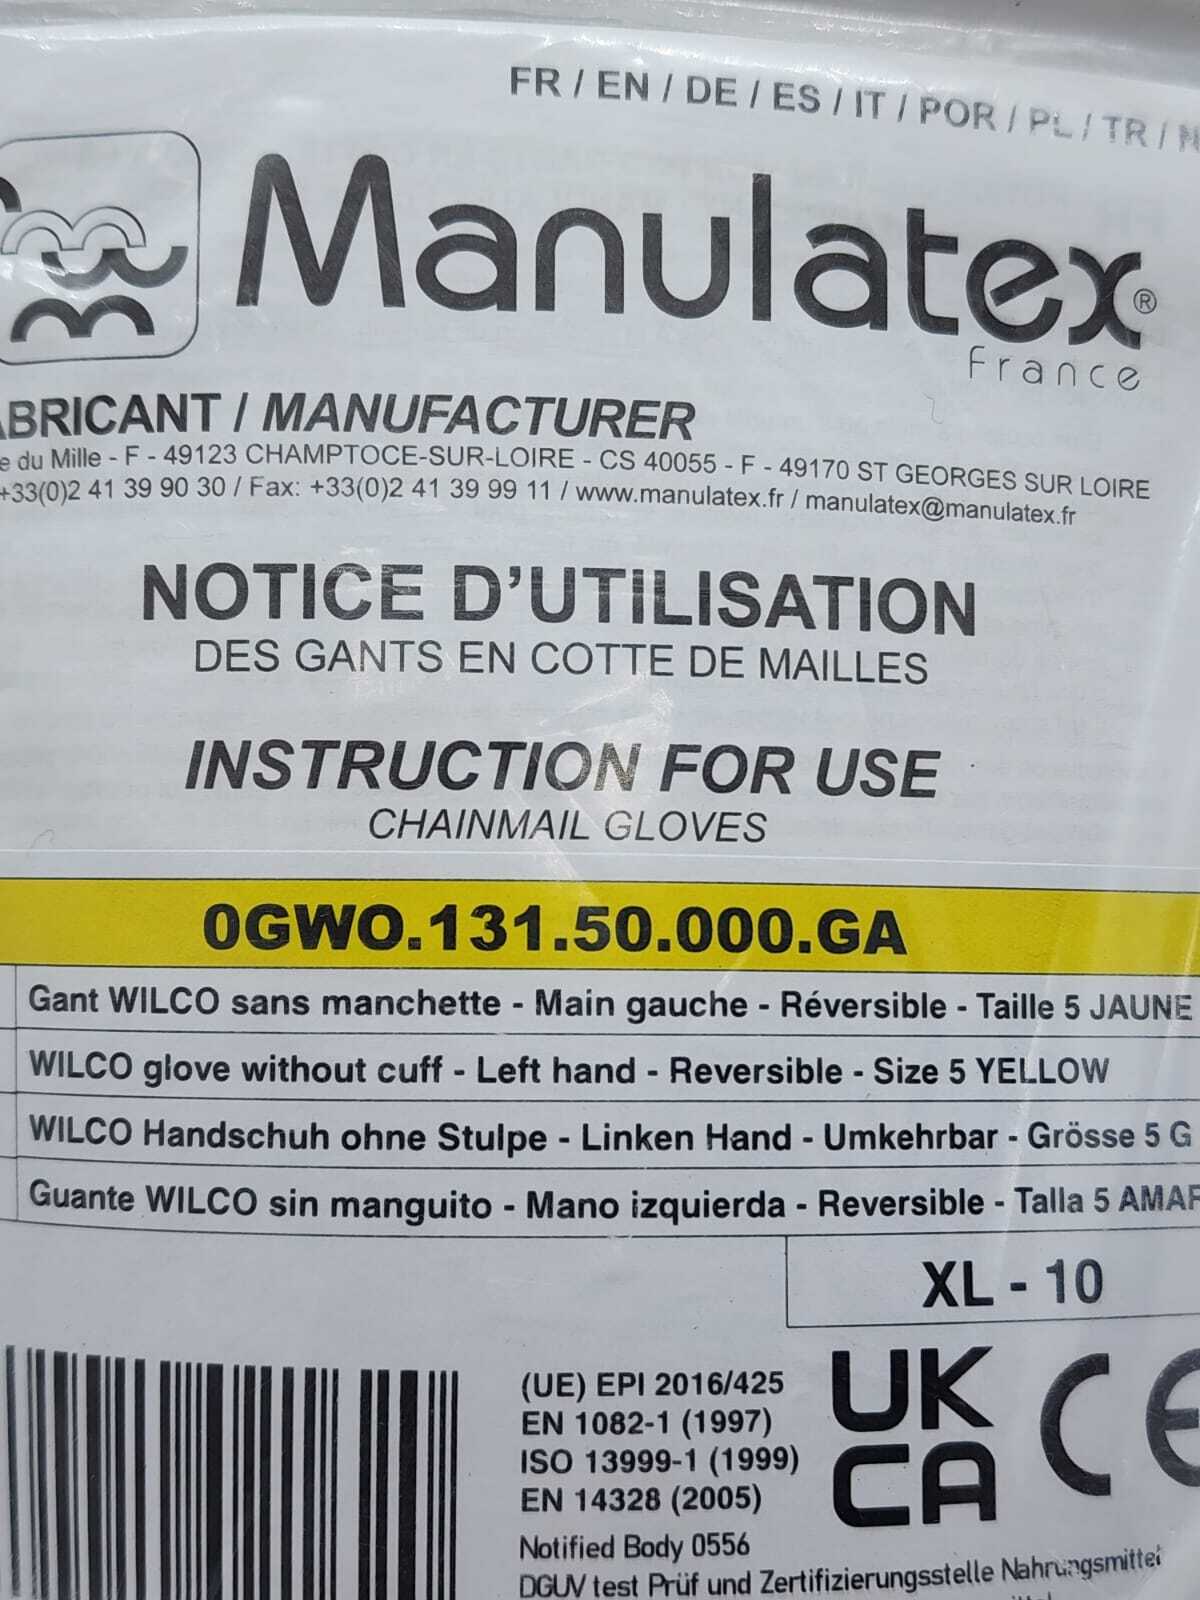 FR / EN / DE / ES / IT / POR / PL / TR / N
Manulatex®
France
ABRICANT / MANUFACTURER
e du Mille - F - 49123 CHAMPTOCE-SUR-LOIRE - CS 40055 - F - 49170 ST GEORGES SUR LOIRE
+33(0)2 41 39 90 30 / Fax: +33(0)2 41 39 99 11 / www.manulatex.fr / manulatex@manulatex.fr
NOTICE D'UTILISATION
DES GANTS EN COTTE DE MAILLES
INSTRUCTION FOR USE
CHAINMAIL GLOVES
0GWO.131.50.000.GA
Gant WILCO sans manchette - Main gauche - Réversible - Taille 5 JAUNE
WILCO glove without cuff - Left hand - Reversible - Size 5 YELLOW
WILCO Handschuh ohne Stulpe - Linken Hand - Umkehrbar - Grösse 5 G
Guante WILCO sin manguito - Mano izquierda - Reversible - Talla 5 AMAR
XL - 10
(UE) EPI 2016/425
EN 1082-1 (1997)
ISO 13999-1 (1999)
EN 14328 (2005)
UK
CA
CE
Notified Body 0556
DGUV test Prüf und Zertifizierungsstelle Nahrungsmittel